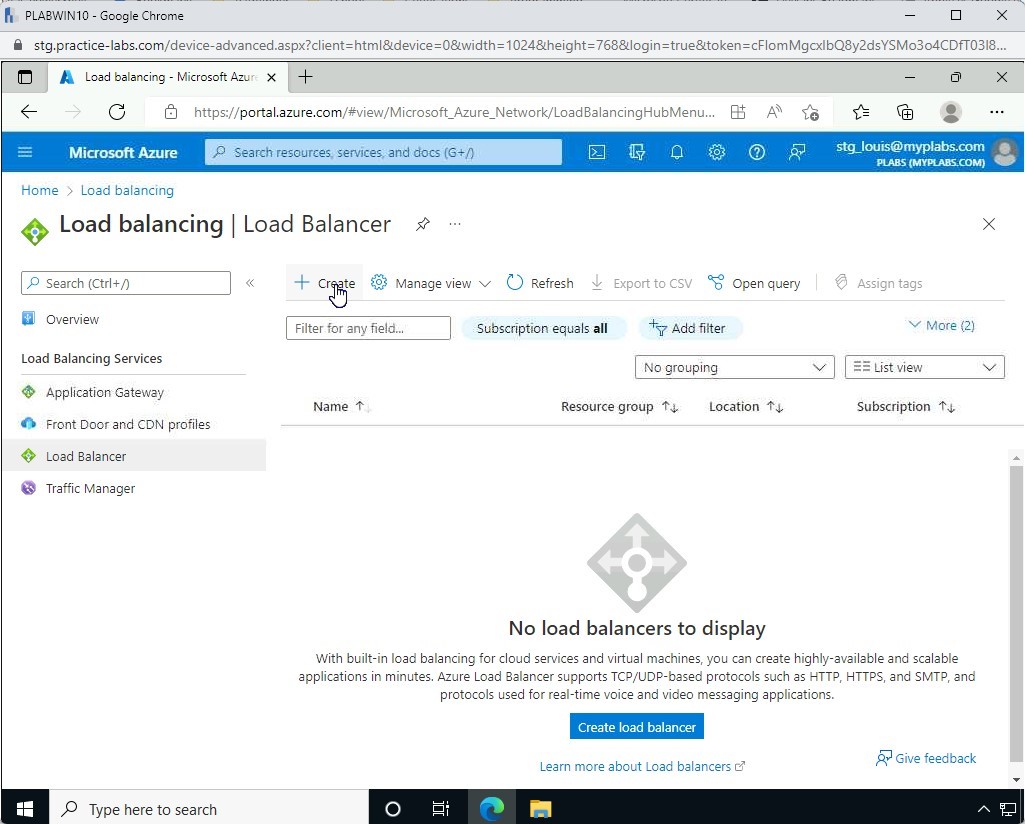 PLABWIN10 - Google Chrome
stg.practice-labs.com/device-advanced.aspx?client=html&device=0&width=1024&height=768&login=true&token=cFlomMgcxIbQ8y2dsYSMo3o4CDfT03I8...
Load balancing - Microsoft Azur
https://portal.azure.com/#view/Microsoft_Azure_Network/LoadBalancingHubMenu...
Microsoft Azure
Search resources, services, and docs (G+/)
stg_louis@myplabs.com
PLABS (MYPLABS.COM)
Home > Load balancing
Load balancing | Load Balancer
Search (Ctrl+/)
Overview
Load Balancing Services
Application Gateway
Front Door and CDN profiles
Load Balancer
Traffic Manager
Create Manage view Refresh Export to CSV Open query Assign tags
Filter for any field... Subscription equals all Add filter More (2)
No grouping List view
Name Resource group Location Subscription
No load balancers to display
With built-in load balancing for cloud services and virtual machines, you can create highly-available and scalable
applications in minutes. Azure Load Balancer supports TCP/UDP-based protocols such as HTTP, HTTPS, and SMTP, and
protocols used for real-time voice and video messaging applications.
Create load balancer
Learn more about Load balancers
Give feedback
Type here to search